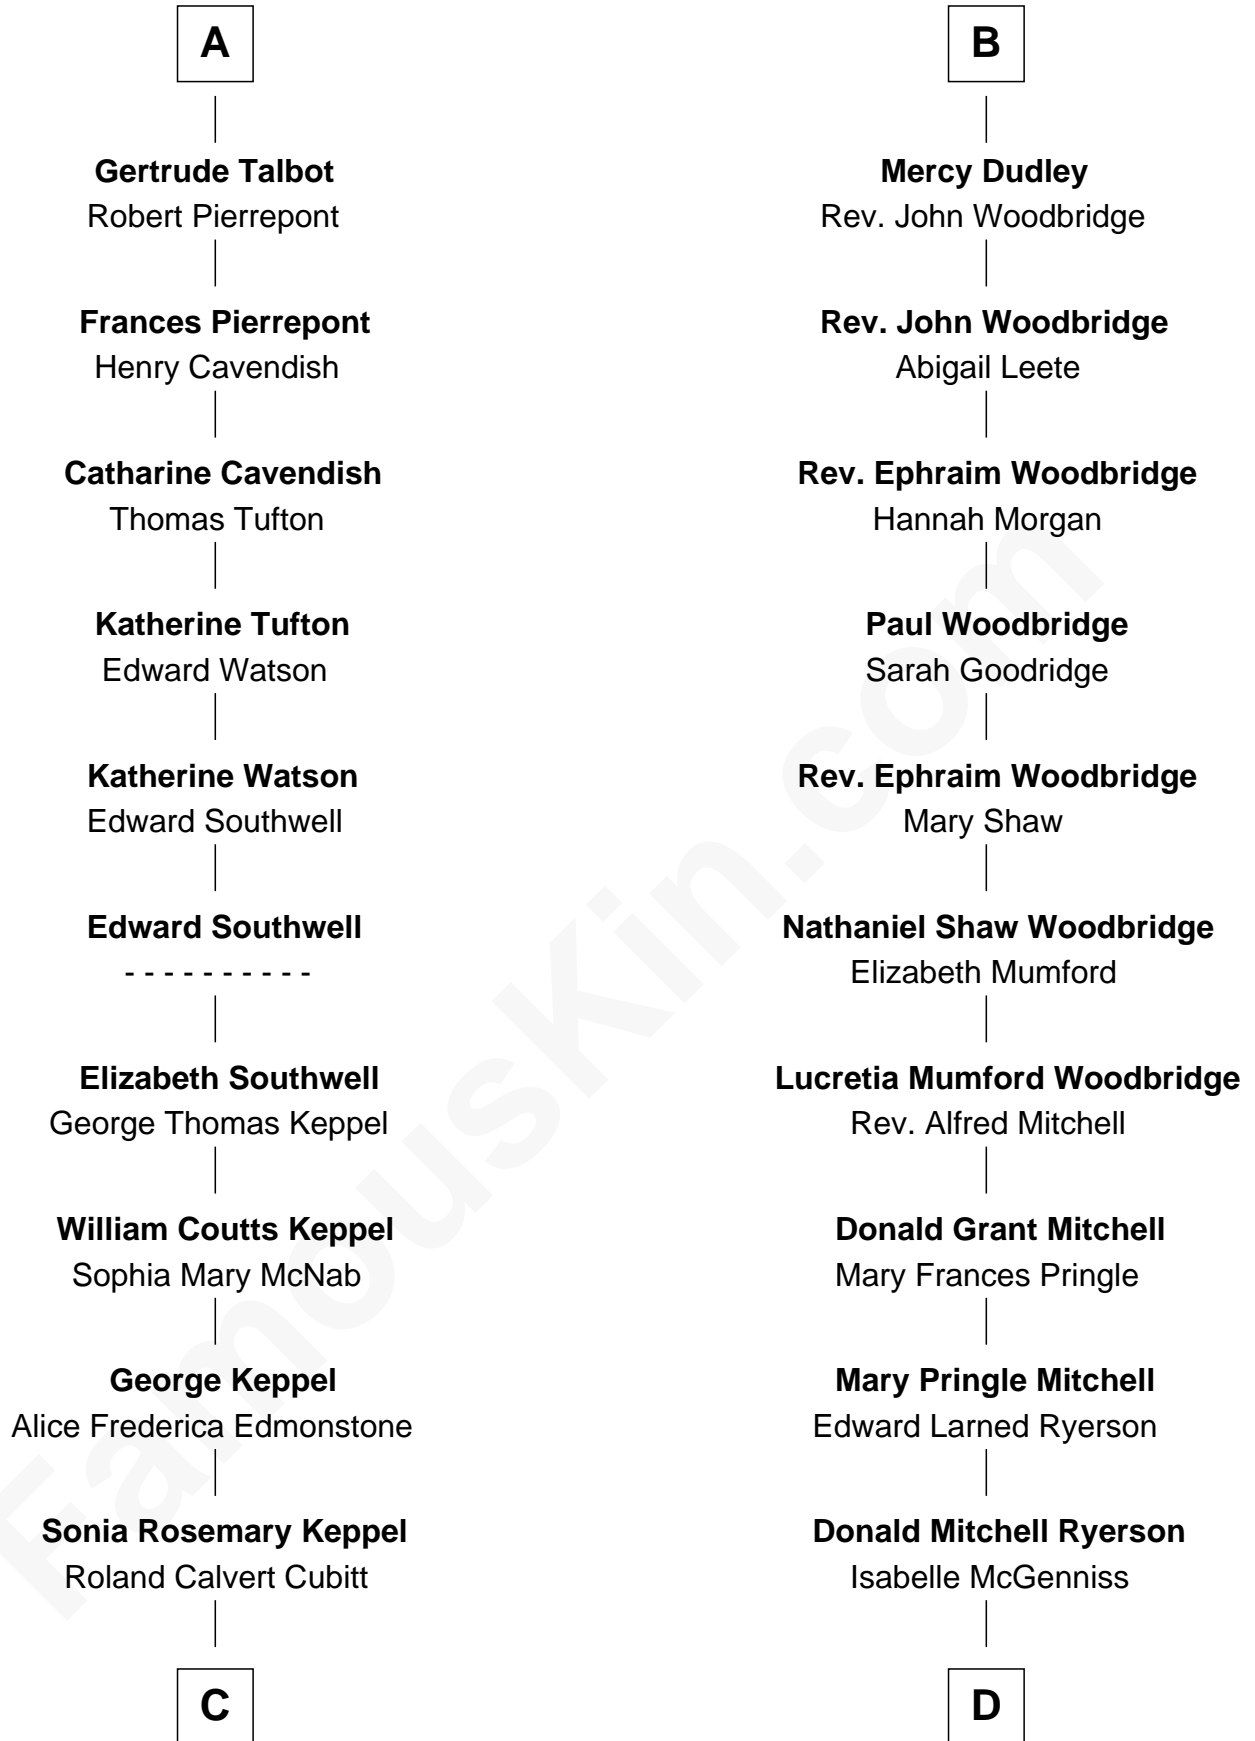 A
Gertrude Talbot
Robert Pierrepont
Frances Pierrepont
Henry Cavendish
Catharine Cavendish
Thomas Tufton
Katherine Tufton
Edward Watson
Katherine Watson
Edward Southwell
Edward Southwell
- - - - - - - - - -
Elizabeth Southwell
George Thomas Keppel
William Coutts Keppel
Sophia Mary McNab
George Keppel
Alice Frederica Edmonstone
Sonia Rosemary Keppel
Roland Calvert Cubitt
C
B
Mercy Dudley
Rev. John Woodbridge
Rev. John Woodbridge
Abigail Leete
Rev. Ephraim Woodbridge
Hannah Morgan
Paul Woodbridge
Sarah Goodridge
Rev. Ephraim Woodbridge
Mary Shaw
Nathaniel Shaw Woodbridge
Elizabeth Mumford
Lucretia Mumford Woodbridge
Rev. Alfred Mitchell
Donald Grant Mitchell
Mary Frances Pringle
Mary Pringle Mitchell
Edward Larned Ryerson
Donald Mitchell Ryerson
Isabelle McGenniss
D
FamousKin.com